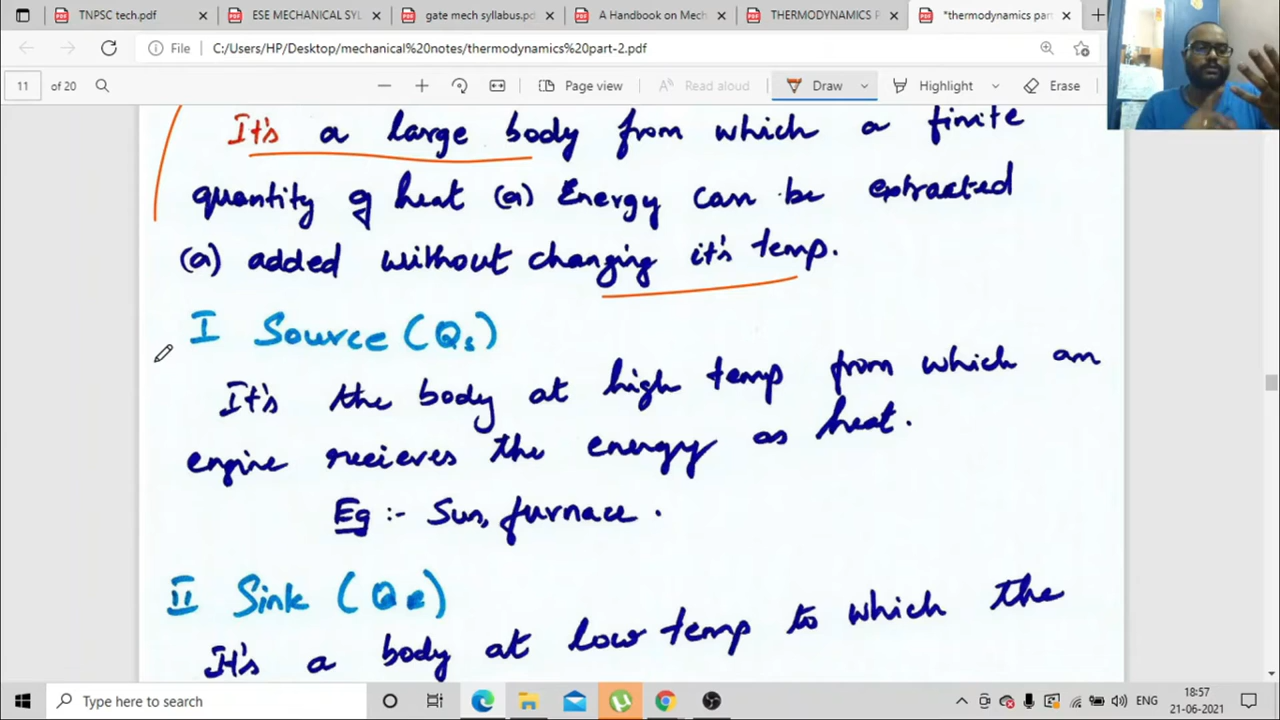 TNPSC tech.pdf
ESE MECHANICAL SYL
gate mech syllabus.pd
A Handbook on Mech
THERMODYNAMICS P
*thermodynamics par
File
C:/Users/HP/Desktop/mechanical%20notes/thermodynamics%20part-2.pdf
11 of 20
Page view
Read aloud
Draw
Highlight
Erase
It's a large body from which a finite
quantity of heat (a) Energy can be extracted
(a) added without changing it's temp.
I Source (Qs)
It's the body at high temp from which an
engine recieves the energy as heat.
Eg :- Sun, furnace.
II Sink (QR)
It's a body at low temp to which the
Type here to search
ENG
18:57
21-06-2021